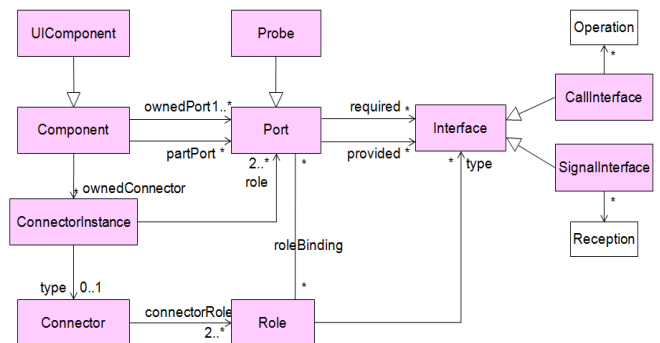 UIComponent
Probe
Operation
*
ownedPort1..*
required *
CallInterface
Component
Port
Interface
partPort *
provided *
2..*
*
* type
SignalInterface
role
* ownedConnector
*
ConnectorInstance
roleBinding
Reception
type 0..1
*
connectorRole
Connector
Role
2..*